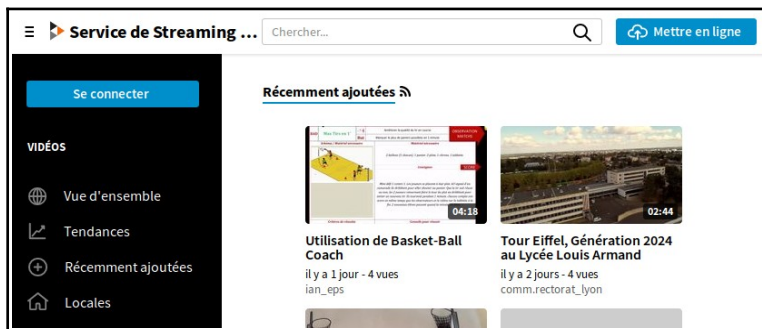 Service de Streaming ...
Chercher...
Mettre en ligne
Se connecter
Récemment ajoutées
VIDÉOS
Vue d'ensemble
Tendances
Récemment ajoutées
Locales
04:18
02:44
Utilisation de Basket-Ball
Coach
il y a 1 jour - 4 vues
ian_eps
Tour Eiffel, Génération 2024
au Lycée Louis Armand
il y a 2 jours - 4 vues
comm.rectorat_lyon